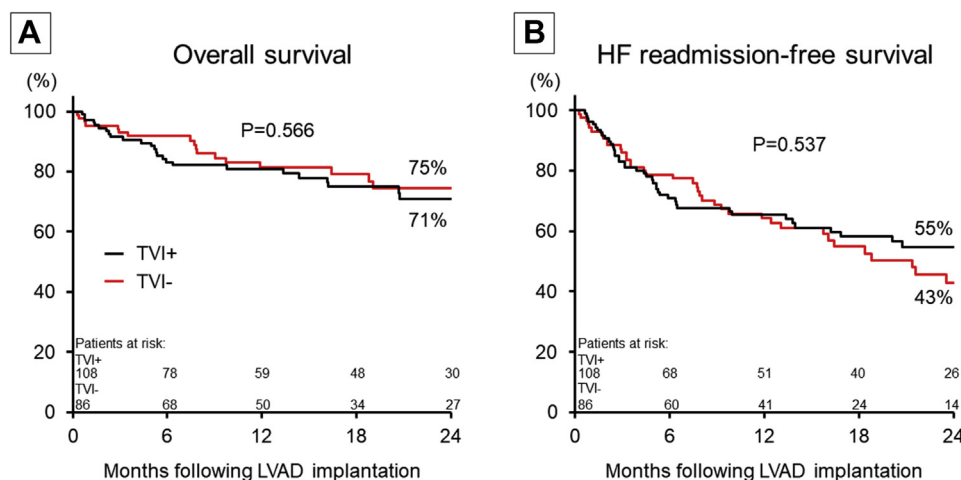 A
Overall survival
(%)
100
80
60
40
20
0
P=0.566
75%
71%
TVI+
TVI-
Patients at risk:
TVI+
108 78 59 48 30
TVI-
86 68 50 34 27
0 6 12 18 24
Months following LVAD implantation
B
HF readmission-free survival
(%)
100
80
60
40
20
0
P=0.537
55%
43%
Patients at risk:
TVI+
108 68 51 40 26
TVI-
86 60 41 24 14
0 6 12 18 24
Months following LVAD implantation